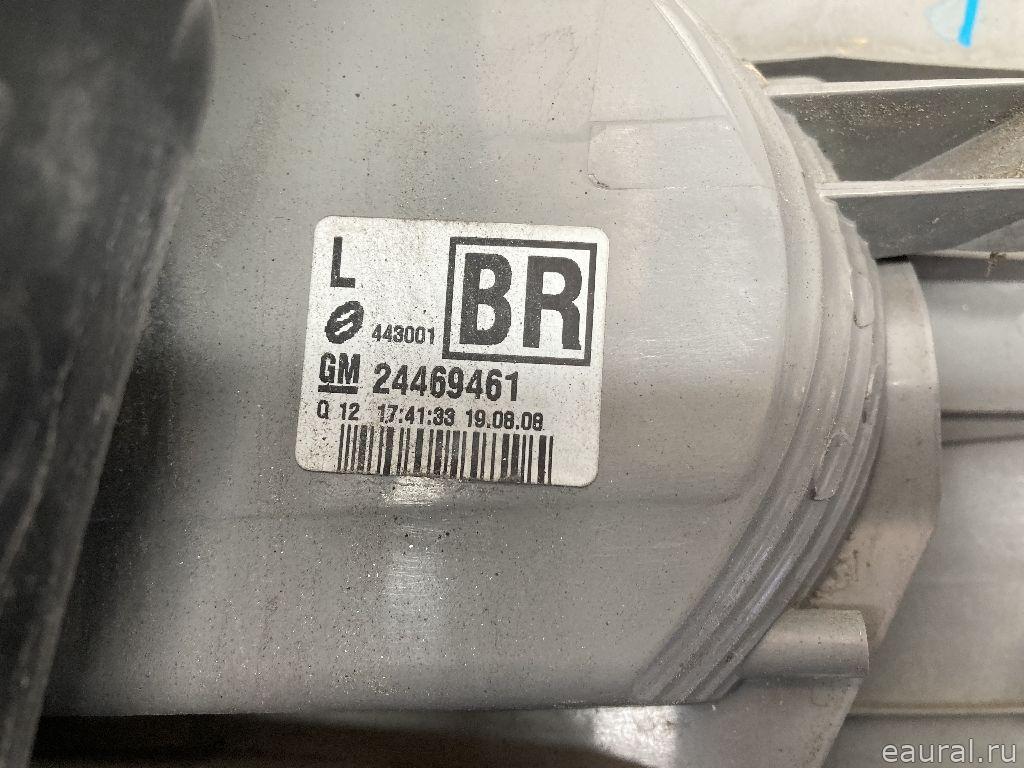 L
BR
443001
GM 24469461
Q 12 17:41:33 19.08.08
eaural.ru